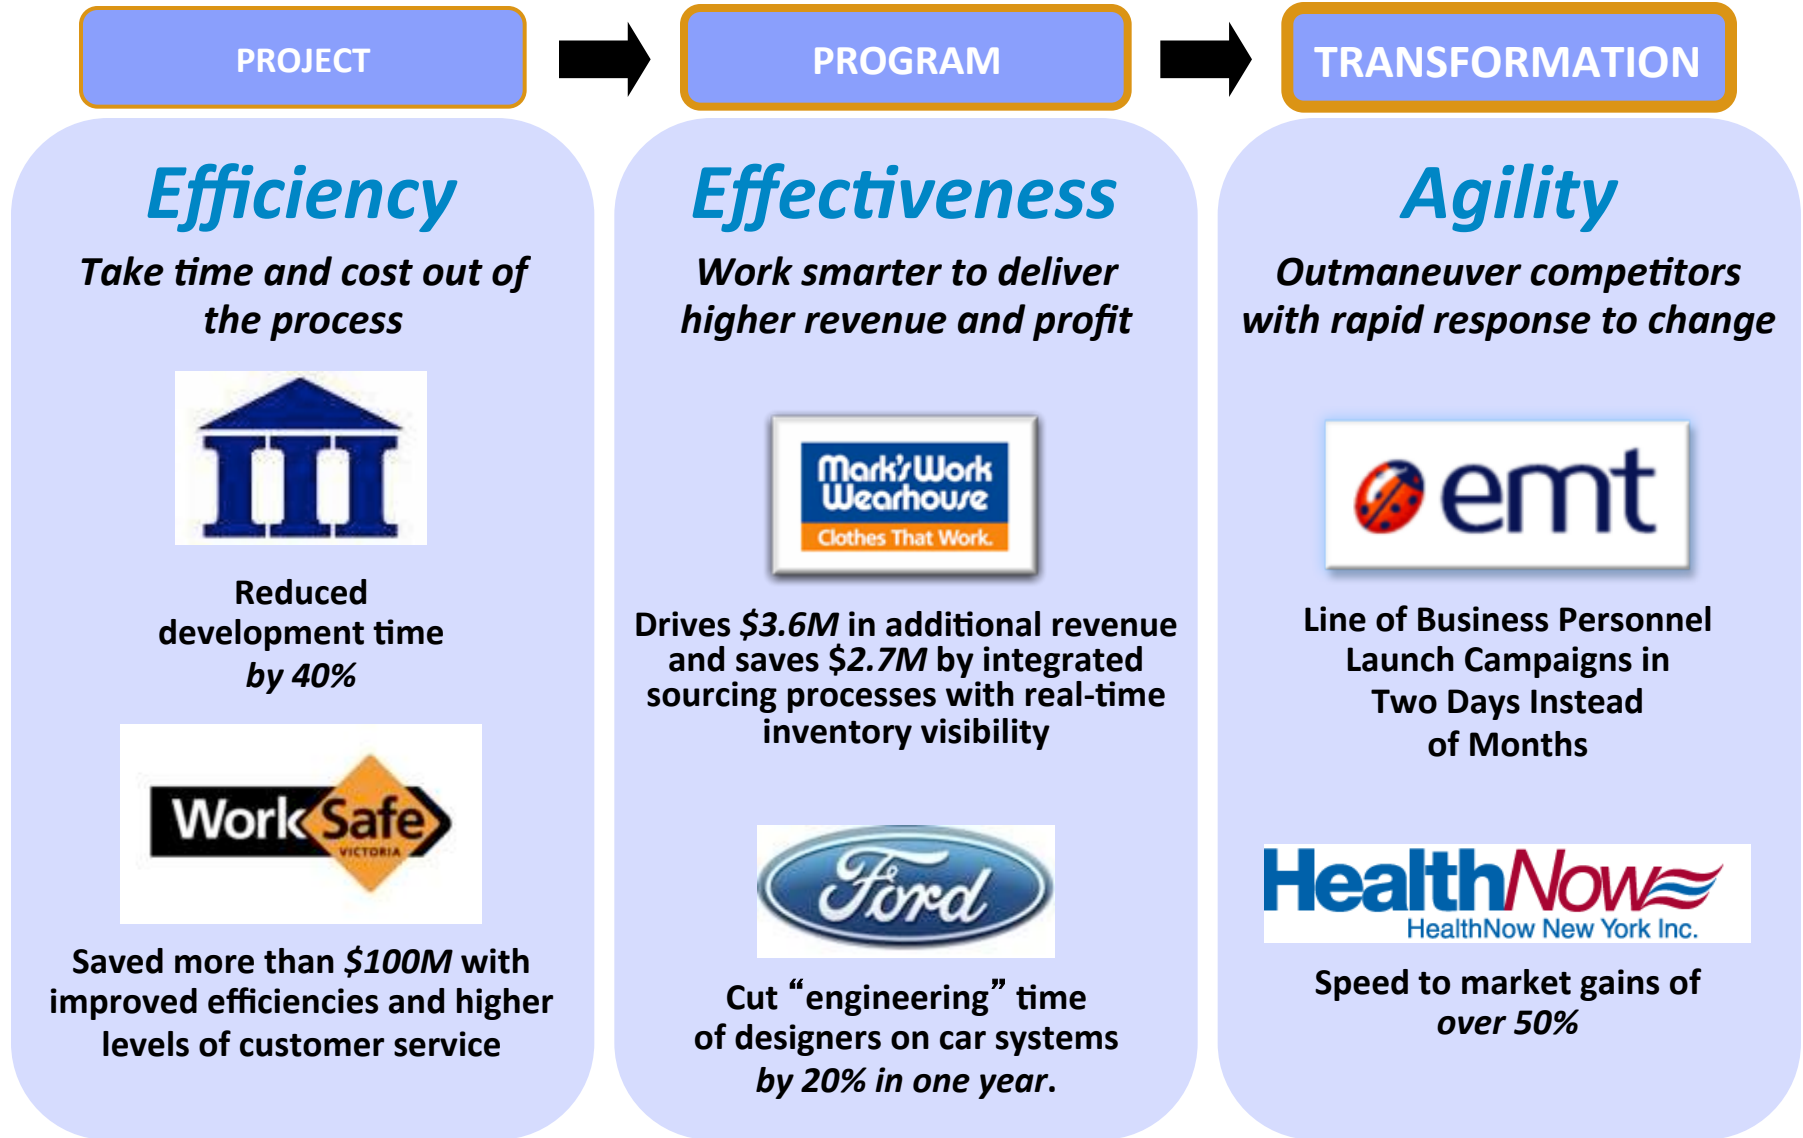 PROJECT
PROGRAM
TRANSFORMATION
Efficiency
Take time and cost out of
the process
Reduced
development time
by 40%
Work Safe
VICTORIA
Saved more than $100M with
improved efficiencies and higher
levels of customer service
Effectiveness
Work smarter to deliver
higher revenue and profit
Mark's Work
Wearhouse
Clothes That Work.
Drives $3.6M in additional revenue
and saves $2.7M by integrated
sourcing processes with real-time
inventory visibility
Ford
Cut “engineering” time
of designers on car systems
by 20% in one year.
Agility
Outmaneuver competitors
with rapid response to change
emt
Line of Business Personnel
Launch Campaigns in
Two Days Instead
of Months
HealthNow
HealthNow New York Inc.
Speed to market gains of
over 50%